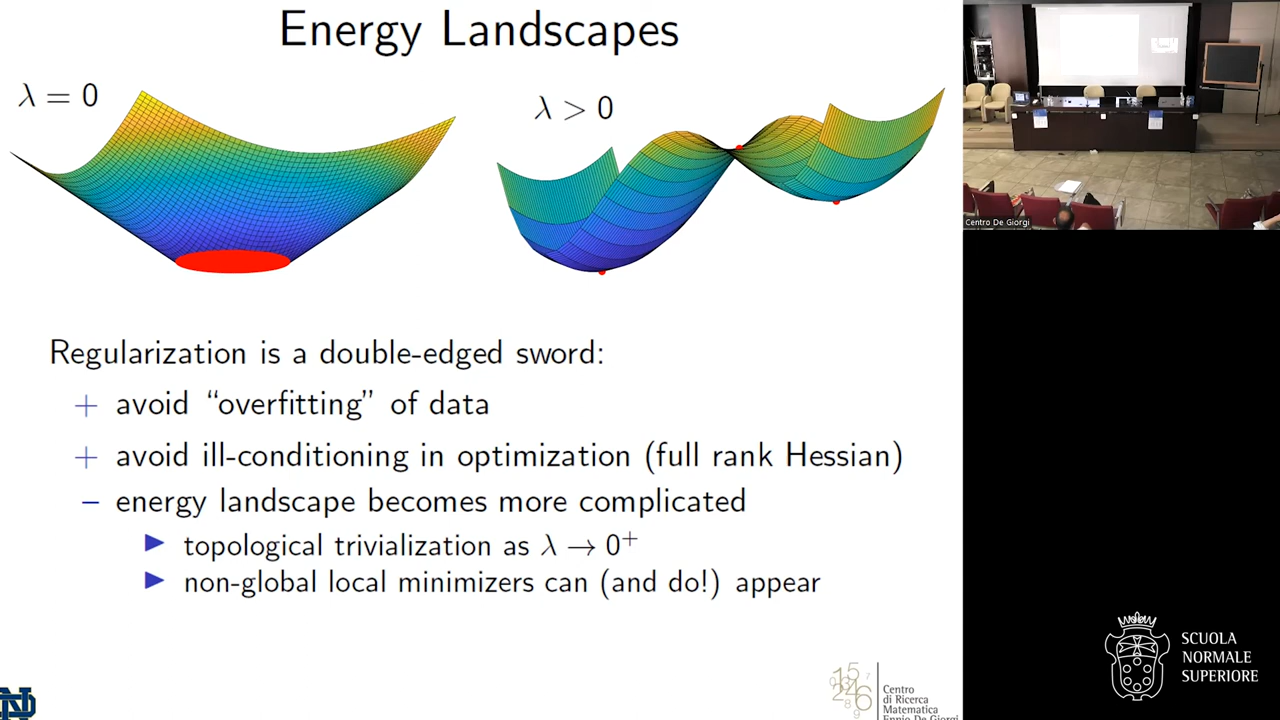 Energy Landscapes
λ = 0
λ > 0
Regularization is a double-edged sword:
+ avoid “overfitting” of data
+ avoid ill-conditioning in optimization (full rank Hessian)
− energy landscape becomes more complicated
▶ topological trivialization as λ → 0⁺
▶ non-global local minimizers can (and do!) appear
Centro De Giorgi
Centro
di Ricerca
Matematica
Ennio De Giorgi
SCUOLA
NORMALE
SUPERIORE